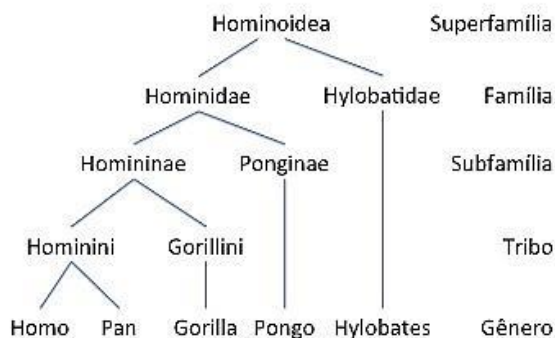 Hominoidea Superfamília
Hominidae Hylobatidae Família
Homininae Ponginae Subfamília
Hominini Gorillini Tribo
Homo Pan Gorilla Pongo Hylobates Gênero